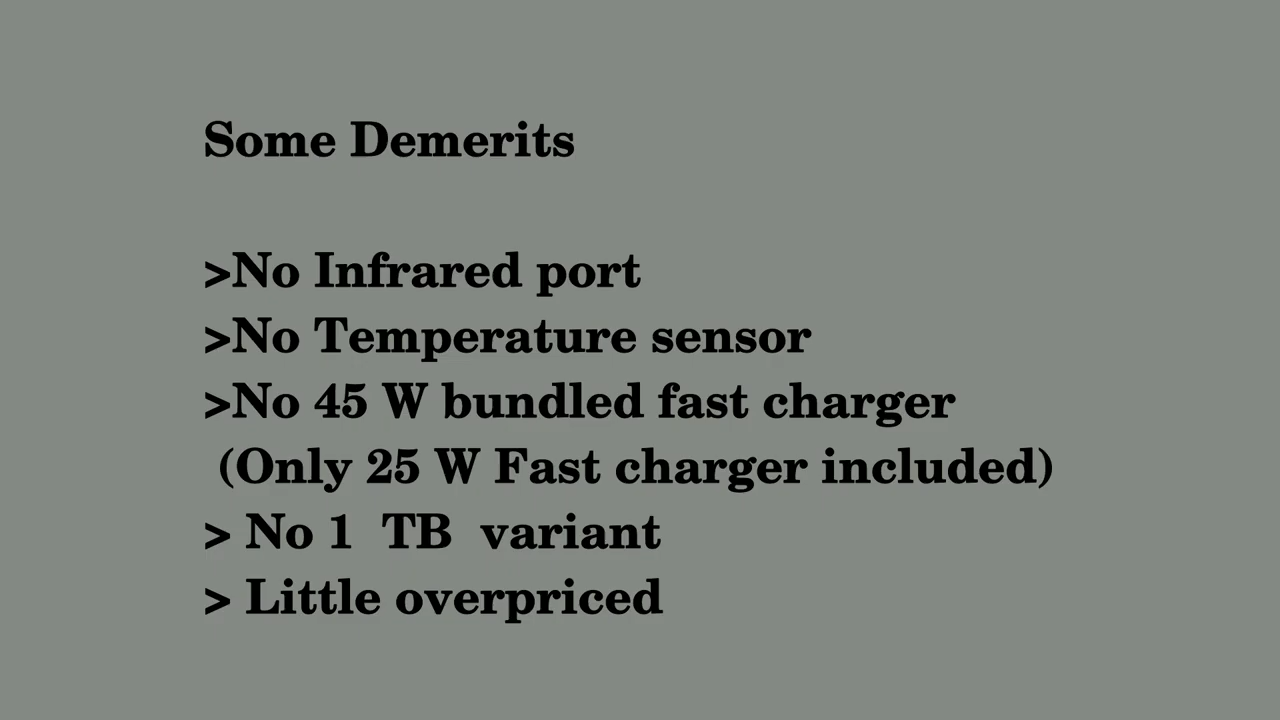 Some Demerits
>No Infrared port
>No Temperature sensor
>No 45 W bundled fast charger
(Only 25 W Fast charger included)
> No 1  TB  variant
> Little overpriced